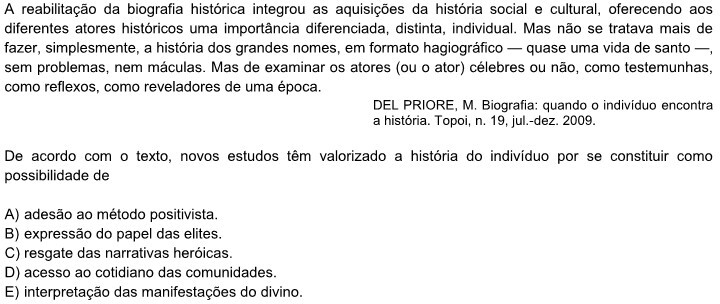 A reabilitação da biografia histórica integrou as aquisições da história social e cultural, oferecendo aos
diferentes atores históricos uma importância diferenciada, distinta, individual. Mas não se tratava mais de
fazer, simplesmente, a história dos grandes nomes, em formato hagiográfico — quase uma vida de santo —,
sem problemas, nem máculas. Mas de examinar os atores (ou o ator) célebres ou não, como testemunhas,
como reflexos, como reveladores de uma época.
DEL PRIORE, M. Biografia: quando o indivíduo encontra
a história. Topoi, n. 19, jul.-dez. 2009.
De acordo com o texto, novos estudos têm valorizado a história do indivíduo por se constituir como
possibilidade de
A) adesão ao método positivista.
B) expressão do papel das elites.
C) resgate das narrativas heróicas.
D) acesso ao cotidiano das comunidades.
E) interpretação das manifestações do divino.